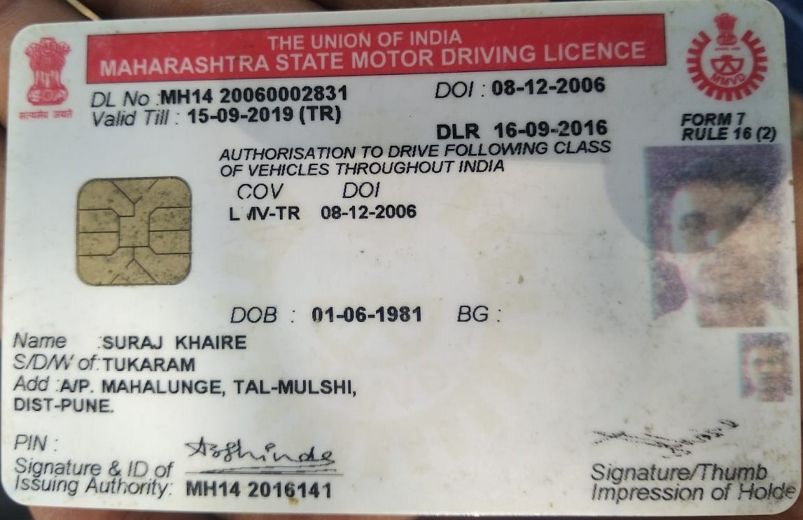 THE UNION OF INDIA
MAHARASHTRA STATE MOTOR DRIVING LICENCE
सत्यमेव जयते
MMVD
DL No : MH14 20060002831 DOI : 08-12-2006
Valid Till : 15-09-2019 (TR)
FORM 7
DLR 16-09-2016 RULE 16 (2)
AUTHORISATION TO DRIVE FOLLOWING CLASS
OF VEHICLES THROUGHOUT INDIA
COV DOI
LMV-TR 08-12-2006
DOB : 01-06-1981 BG :
Name : SURAJ KHAIRE
S/D/W of : TUKARAM
Add : A/P. MAHALUNGE, TAL-MULSHI,
DIST-PUNE.
PIN :
Signature & ID of
Issuing Authority: MH14 2016141
Signature/Thumb
Impression of Holde